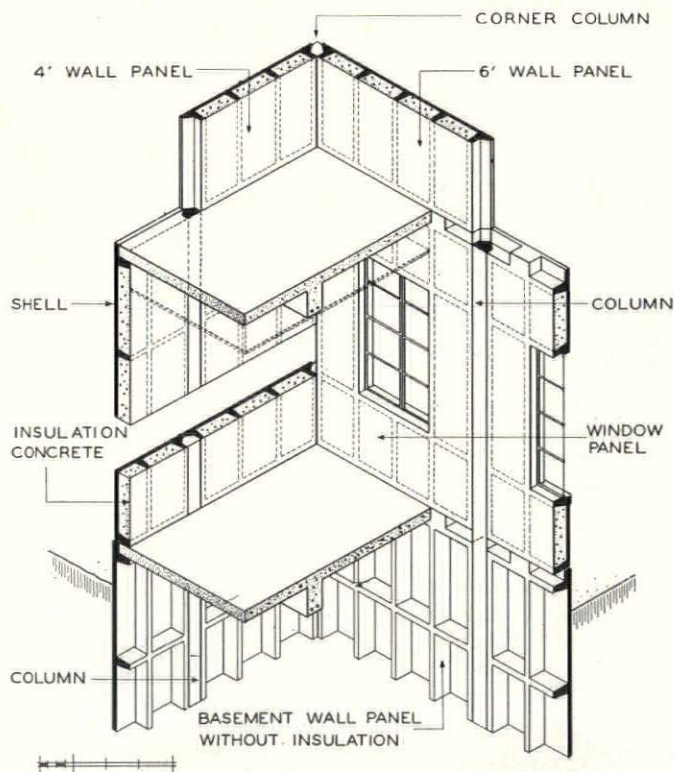 CORNER COLUMN
4' WALL PANEL
6' WALL PANEL
SHELL
COLUMN
INSULATION
CONCRETE
WINDOW
PANEL
COLUMN
BASEMENT WALL PANEL
WITHOUT INSULATION